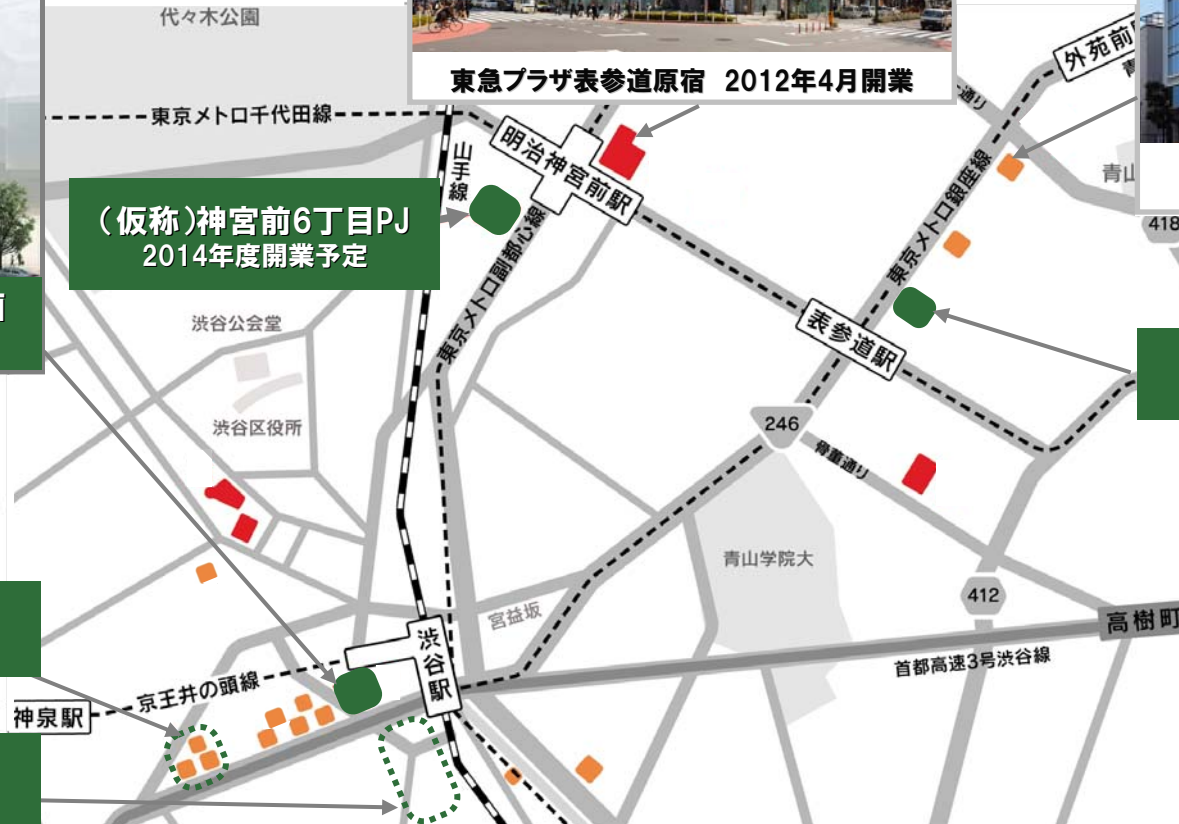 代々木公園
東急プラザ表参道原宿 2012年4月開業
外苑前
東京メトロ千代田線
山手線
明治神宮前駅
通り
青山
418
(仮称)神宮前6丁目PJ
2014年度開業予定
東京メトロ副都心線
東京メトロ銀座線
渋谷公会堂
表参道駅
渋谷区役所
246
骨董通り
青山学院大
412
宮益坂
高樹町
渋谷駅
首都高速3号渋谷線
京王井の頭線
神泉駅